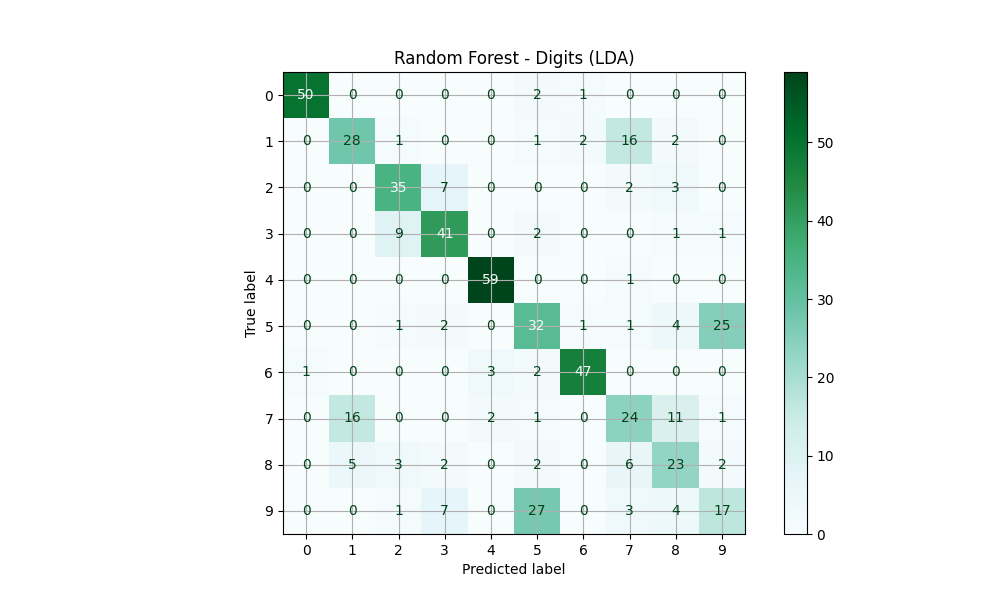 Random Forest - Digits (LDA)
0 50 0 0 0 0 2 1 0 0 0
1 0 28 1 0 0 1 2 16 2 0
2 0 0 35 7 0 0 0 2 3 0
3 0 0 9 41 0 2 0 0 1 1
4 0 0 0 0 59 0 0 1 0 0
5 0 0 1 2 0 32 1 1 4 25
6 1 0 0 0 3 2 47 0 0 0
7 0 16 0 0 2 1 0 24 11 1
8 0 5 3 2 0 2 0 6 23 2
9 0 0 1 7 0 27 0 3 4 17
0 1 2 3 4 5 6 7 8 9
Predicted label
True label
50
40
30
20
10
0